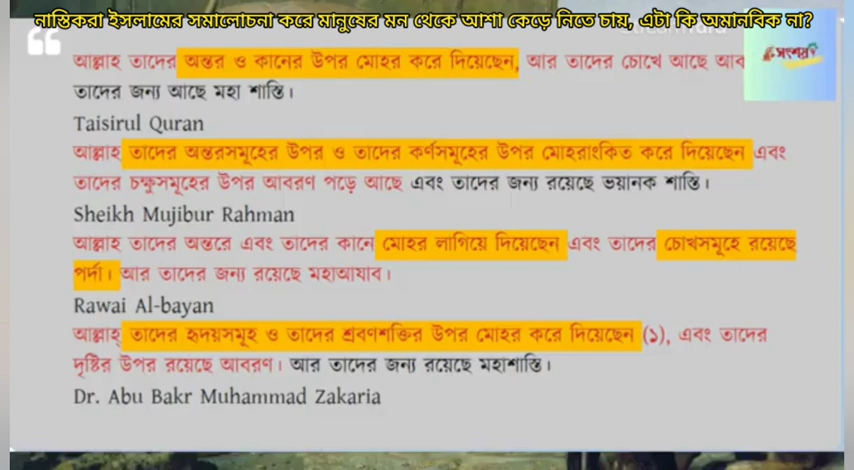 নাস্তিকরা ইসলামের সমালোচনা করে মানুষের মন থেকে আশা কেড়ে নিতে চায়, এটা কি অমানবিক না?
সংশয়
আল্লাহ তাদের অন্তর ও কানের উপর মোহর করে দিয়েছেন, আর তাদের চোখে আছে আব
তাদের জন্য আছে মহা শাস্তি।
Taisirul Quran
আল্লাহ তাদের অন্তরসমূহের উপর ও তাদের কর্ণসমূহের উপর মোহরাংকিত করে দিয়েছেন এবং
তাদের চক্ষুসমূহের উপর আবরণ পড়ে আছে এবং তাদের জন্য রয়েছে ভয়ানক শাস্তি।
Sheikh Mujibur Rahman
আল্লাহ তাদের অন্তরে এবং তাদের কানে মোহর লাগিয়ে দিয়েছেন এবং তাদের চোখসমূহে রয়েছে
পর্দা। আর তাদের জন্য রয়েছে মহাআযাব।
Rawai Al-bayan
আল্লাহ্ তাদের হৃদয়সমূহ ও তাদের শ্রবণশক্তির উপর মোহর করে দিয়েছেন (১), এবং তাদের
দৃষ্টির উপর রয়েছে আবরণ। আর তাদের জন্য রয়েছে মহাশাস্তি।
Dr. Abu Bakr Muhammad Zakaria